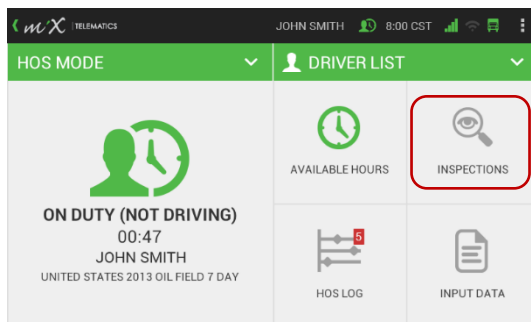 miX TELEMATICS JOHN SMITH 8:00 CST
HOS MODE
DRIVER LIST
ON DUTY (NOT DRIVING)
00:47
JOHN SMITH
UNITED STATES 2013 OIL FIELD 7 DAY
AVAILABLE HOURS
INSPECTIONS
5
HOS LOG
INPUT DATA